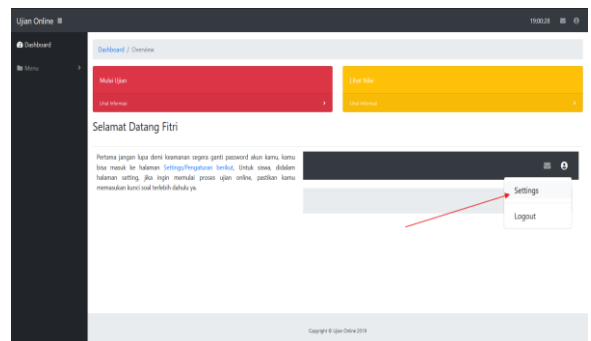 Ujian Online
19:00:28
Dashboard
Menu
Dashboard / Overview
Mulai Ujian
Lihat Nilai
Lihat Informasi
Lihat Informasi
Selamat Datang Fitri
Pertama jangan lupa demi keamanan segera ganti password akun kamu, kamu
bisa masuk ke halaman Settings/Pengaturan berikut, Untuk siswa, didalam
halaman setting, jika ingin memulai proses ujian online, pastikan kamu
memasukan kunci soal terlebih dahulu ya.
Settings
Logout
Copyright © Ujian Online 2019